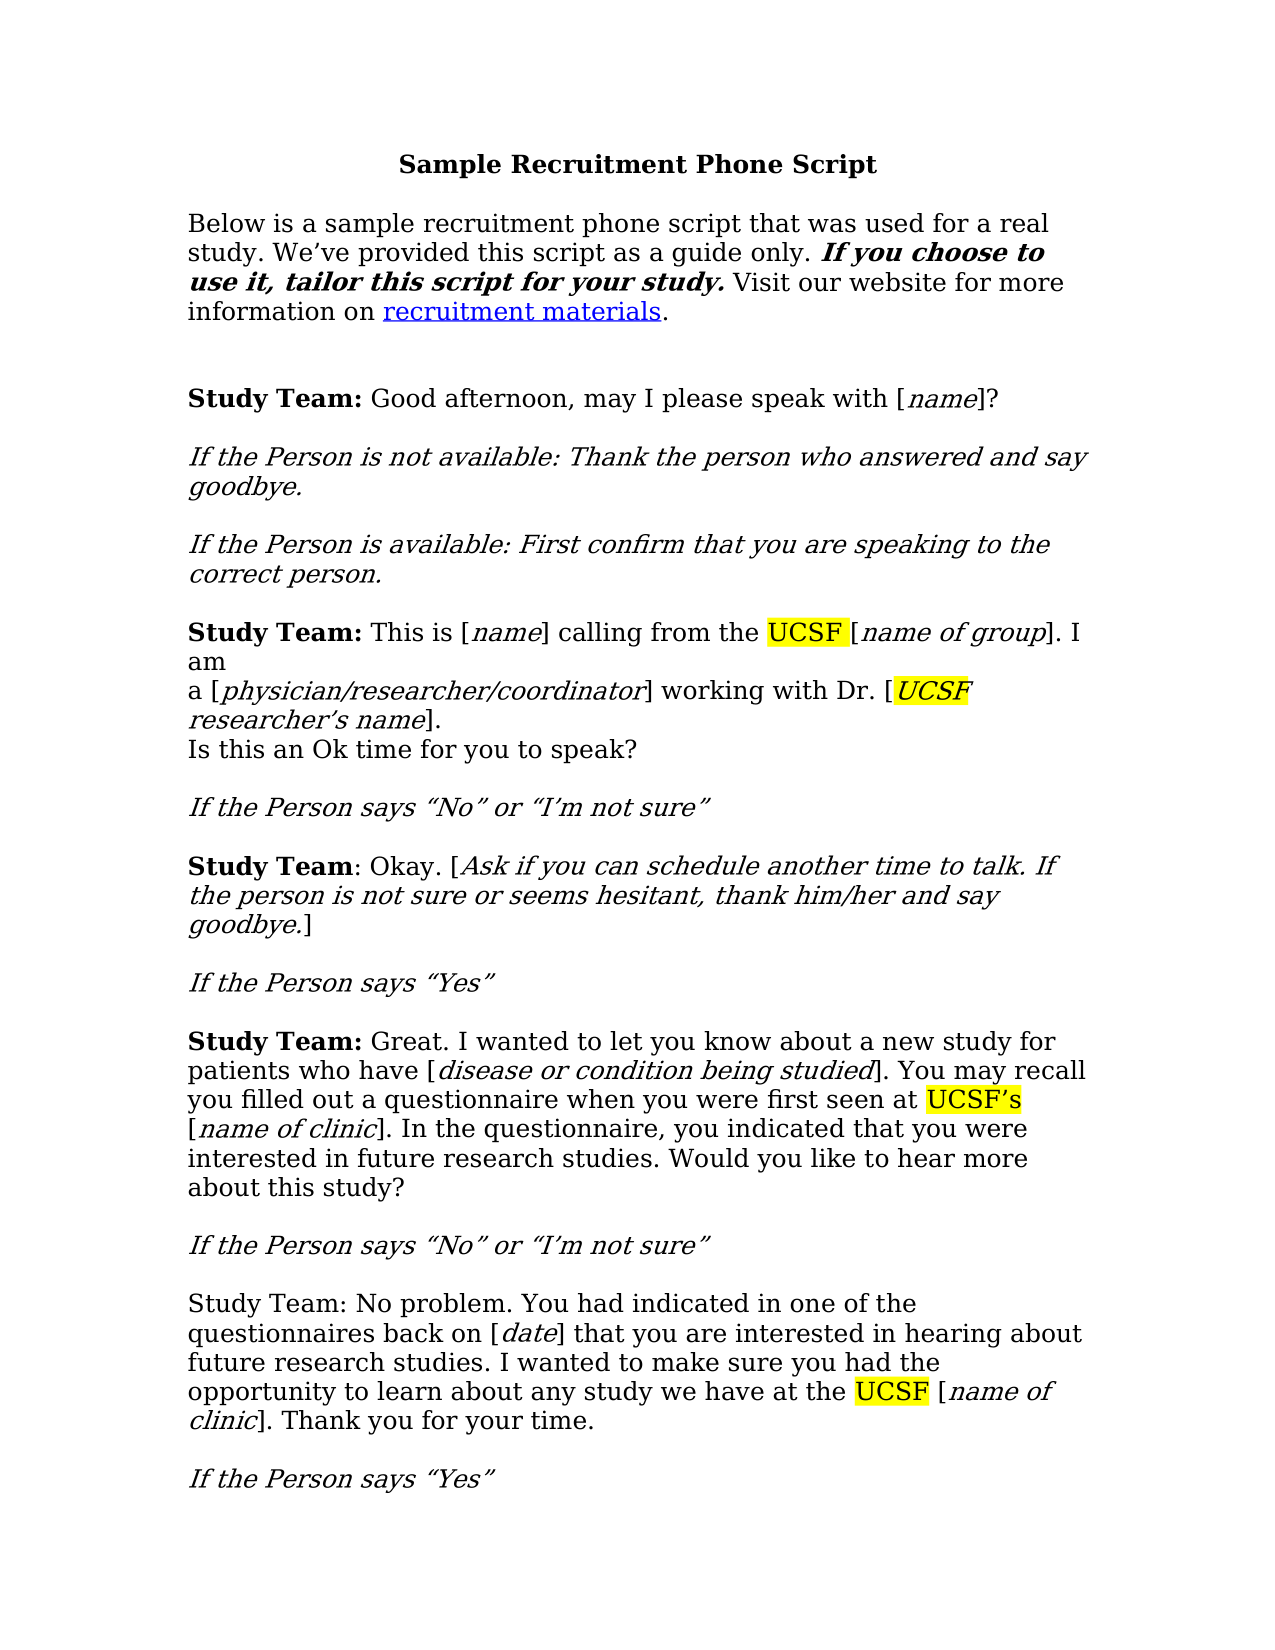 Sample Recruitment Phone Script
Below is a sample recruitment phone script that was used for a real
study. We’ve provided this script as a guide only. If you choose to
use it, tailor this script for your study. Visit our website for more
information on recruitment materials.
Study Team: Good afternoon, may I please speak with [name]?
If the Person is not available: Thank the person who answered and say
goodbye.
If the Person is available: First confirm that you are speaking to the
correct person.
Study Team: This is [name] calling from the UCSF [name of group]. I
am
a [physician/researcher/coordinator] working with Dr. [UCSF
researcher’s name].
Is this an Ok time for you to speak?
If the Person says “No” or “I’m not sure”
Study Team: Okay. [Ask if you can schedule another time to talk. If
the person is not sure or seems hesitant, thank him/her and say
goodbye.]
If the Person says “Yes”
Study Team: Great. I wanted to let you know about a new study for
patients who have [disease or condition being studied]. You may recall
you filled out a questionnaire when you were first seen at UCSF’s
[name of clinic]. In the questionnaire, you indicated that you were
interested in future research studies. Would you like to hear more
about this study?
If the Person says “No” or “I’m not sure”
Study Team: No problem. You had indicated in one of the
questionnaires back on [date] that you are interested in hearing about
future research studies. I wanted to make sure you had the
opportunity to learn about any study we have at the UCSF [name of
clinic]. Thank you for your time.
If the Person says “Yes”